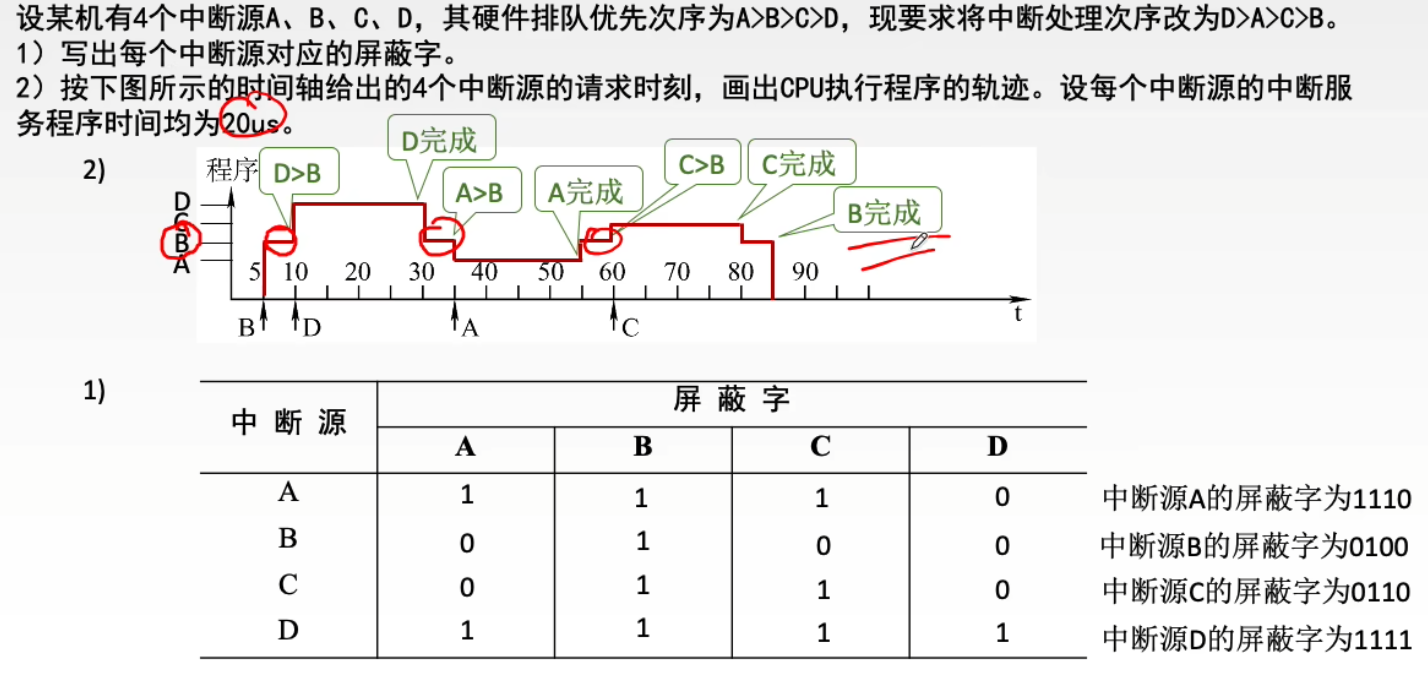 设某机有4个中断源A、B、C、D，其硬件排队优先次序为A>B>C>D，现要求将中断处理次序改为D>A>C>B。
1）写出每个中断源对应的屏蔽字。
2）按下图所示的时间轴给出的4个中断源的请求时刻，画出CPU执行程序的轨迹。设每个中断源的中断服
务程序时间均为20us。
2)
程序
D>B
D完成
A>B
A完成
C>B
C完成
B完成
D
C
B
A
5 10 20 30 40 50 60 70 80 90
B D A C t
1)
中断源 屏蔽字
A B C D
A 1 1 1 0 中断源A的屏蔽字为1110
B 0 1 0 0 中断源B的屏蔽字为0100
C 0 1 1 0 中断源C的屏蔽字为0110
D 1 1 1 1 中断源D的屏蔽字为1111